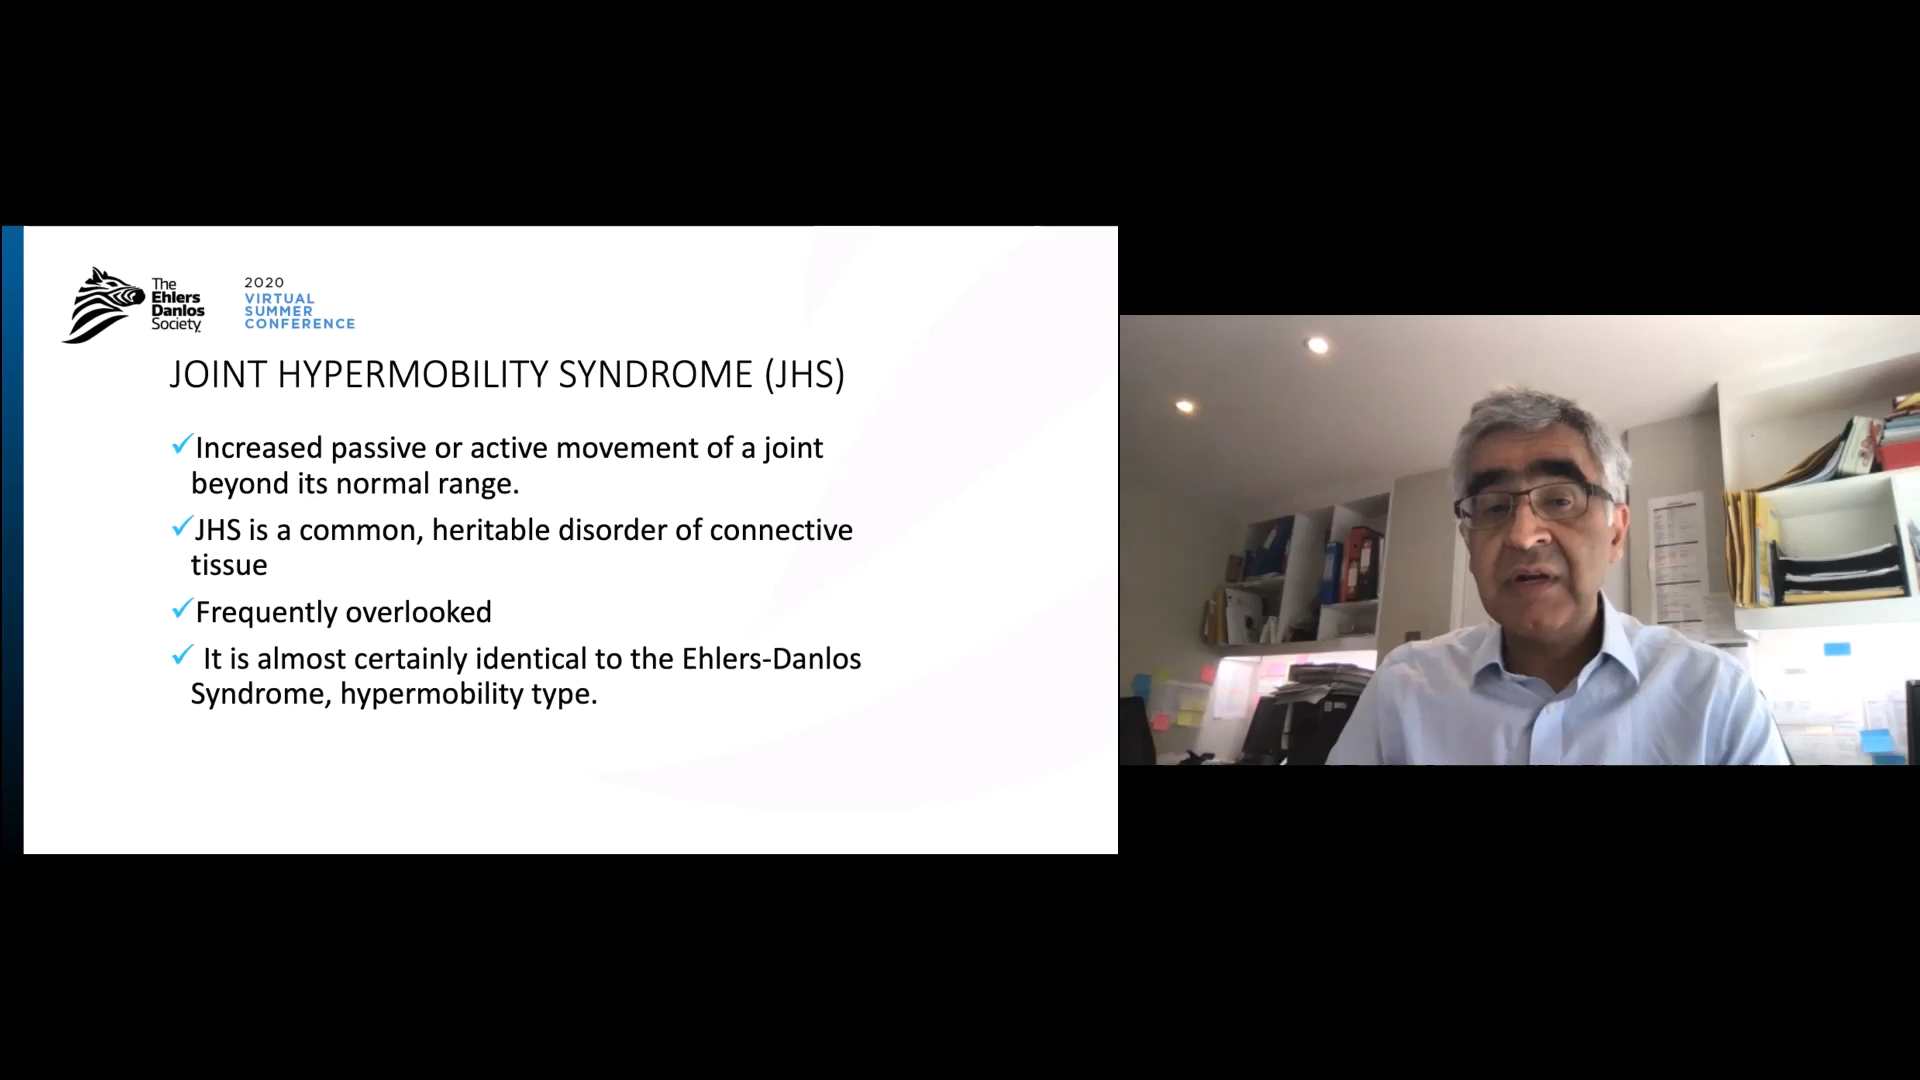 The
Ehlers
Danlos
Society
2020
VIRTUAL
SUMMER
CONFERENCE
JOINT HYPERMOBILITY SYNDROME (JHS)
✓Increased passive or active movement of a joint
beyond its normal range.
✓JHS is a common, heritable disorder of connective
tissue
✓Frequently overlooked
✓ It is almost certainly identical to the Ehlers-Danlos
Syndrome, hypermobility type.